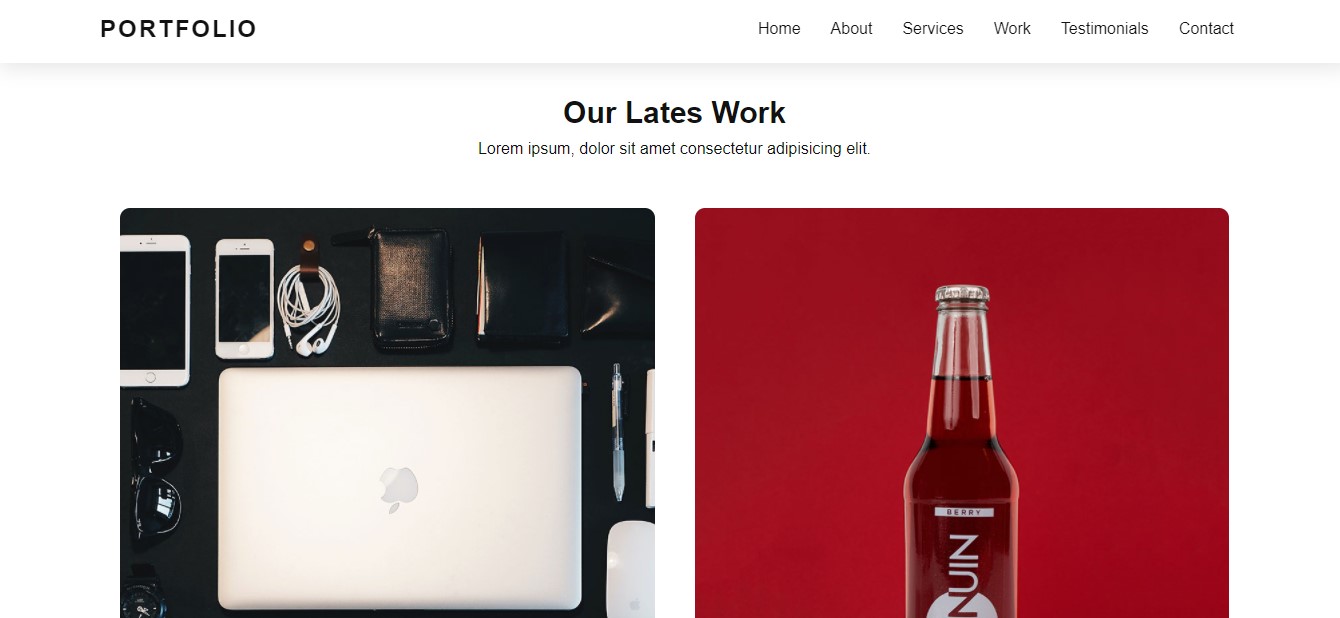 PORTFOLIO
Home About Services Work Testimonials Contact
Our Lates Work
Lorem ipsum, dolor sit amet consectetur adipisicing elit.
BERRY
NUIN